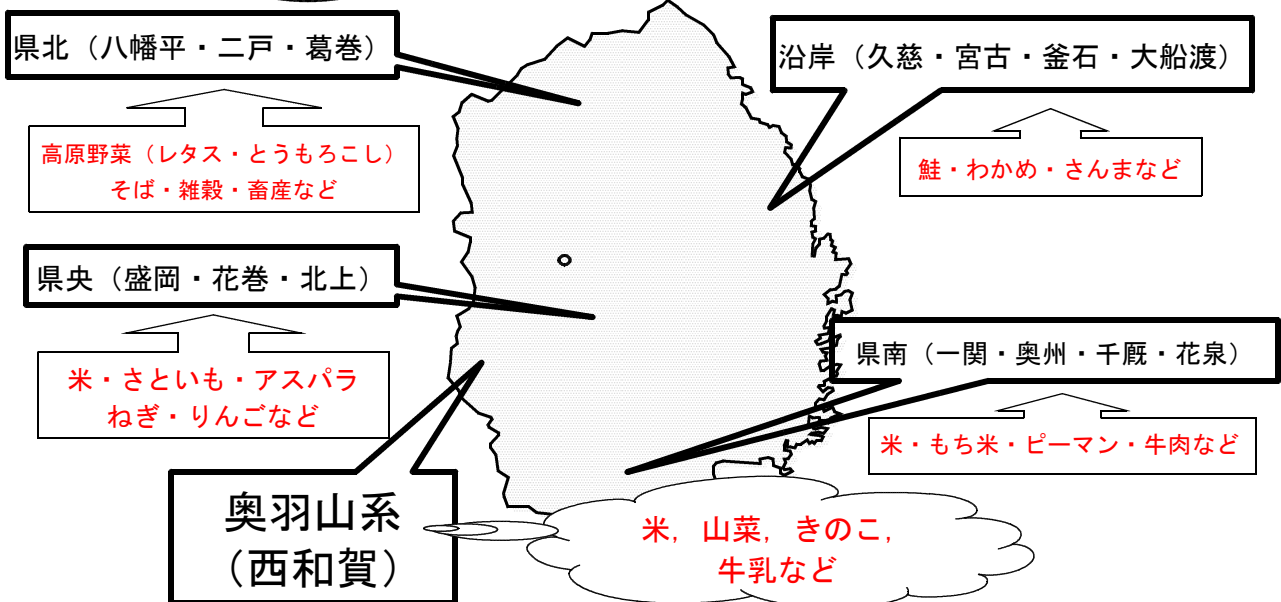 県北（八幡平・二戸・葛巻）
高原野菜（レタス・とうもろこし）
そば・雑穀・畜産など
沿岸（久慈・宮古・釜石・大船渡）
鮭・わかめ・さんまなど
県央（盛岡・花巻・北上）
米・さといも・アスパラ
ねぎ・りんごなど
県南（一関・奥州・千厩・花泉）
米・もち米・ピーマン・牛肉など
奥羽山系
（西和賀）
米，山菜，きのこ，
牛乳など